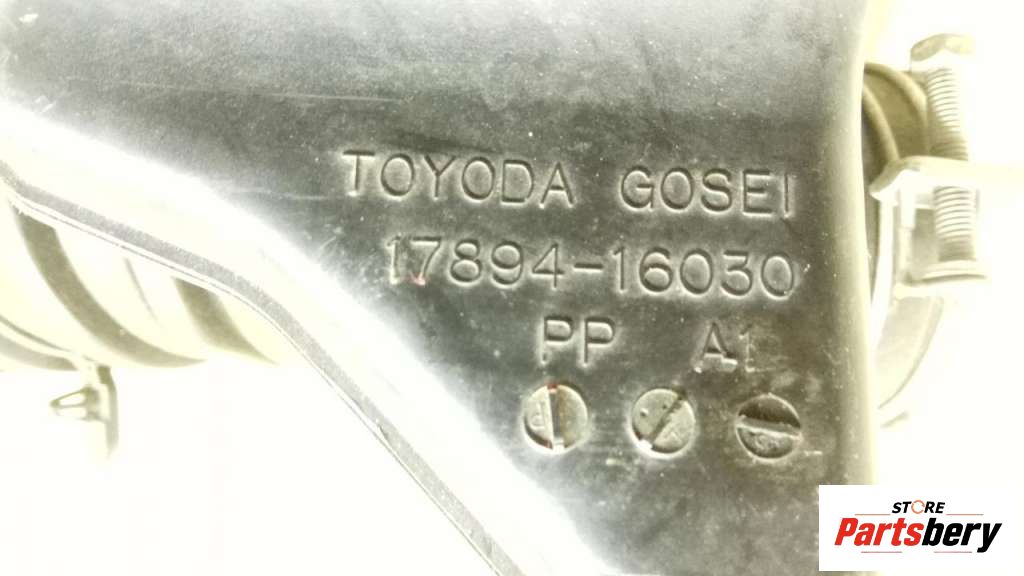 TOYODA GOSEI
17894-16030
PP A1
STORE
Partsbery